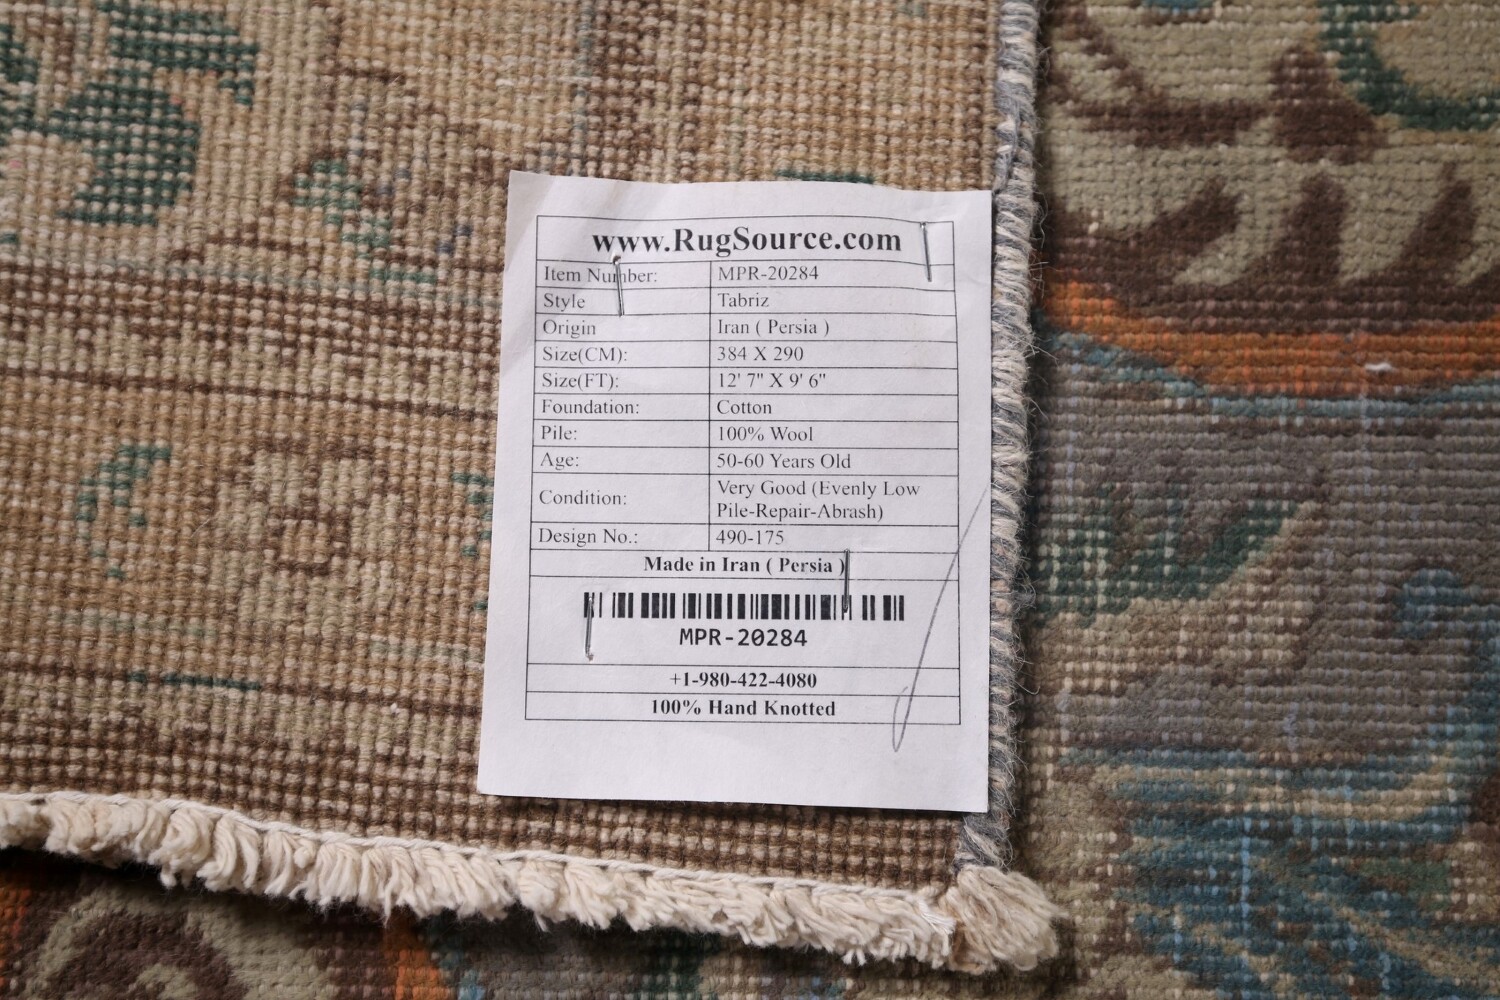 www.RugSource.com
Item Number: MPR-20284
Style Tabriz
Origin Iran ( Persia )
Size(CM): 384 X 290
Size(FT): 12' 7" X 9' 6"
Foundation: Cotton
Pile: 100% Wool
Age: 50-60 Years Old
Condition: Very Good (Evenly Low
Pile-Repair-Abrash)
Design No.: 490-175
Made in Iran ( Persia )
MPR-20284
+1-980-422-4080
100% Hand Knotted